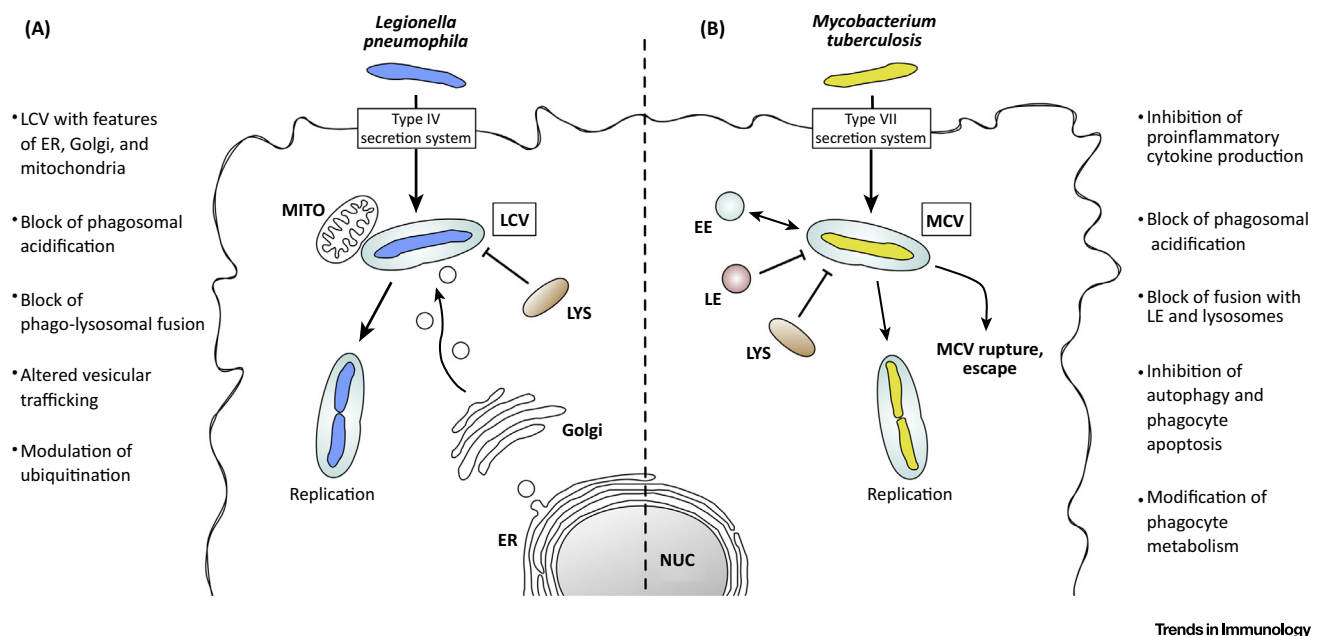 (A)
Legionella
pneumophila
Type IV
secretion system
• LCV with features
of ER, Golgi, and
mitochondria
• Block of phagosomal
acidification
• Block of
phago-lysosomal fusion
• Altered vesicular
trafficking
• Modulation of
ubiquitination
MITO
LCV
LYS
Golgi
Replication
ER
NUC
(B)
Mycobacterium
tuberculosis
Type VII
secretion system
EE
MCV
LE
LYS
MCV rupture,
escape
Replication
• Inhibition of
proinflammatory
cytokine production
• Block of phagosomal
acidification
• Block of fusion with
LE and lysosomes
• Inhibition of
autophagy and
phagocyte
apoptosis
• Modification of
phagocyte
metabolism
Trends in Immunology